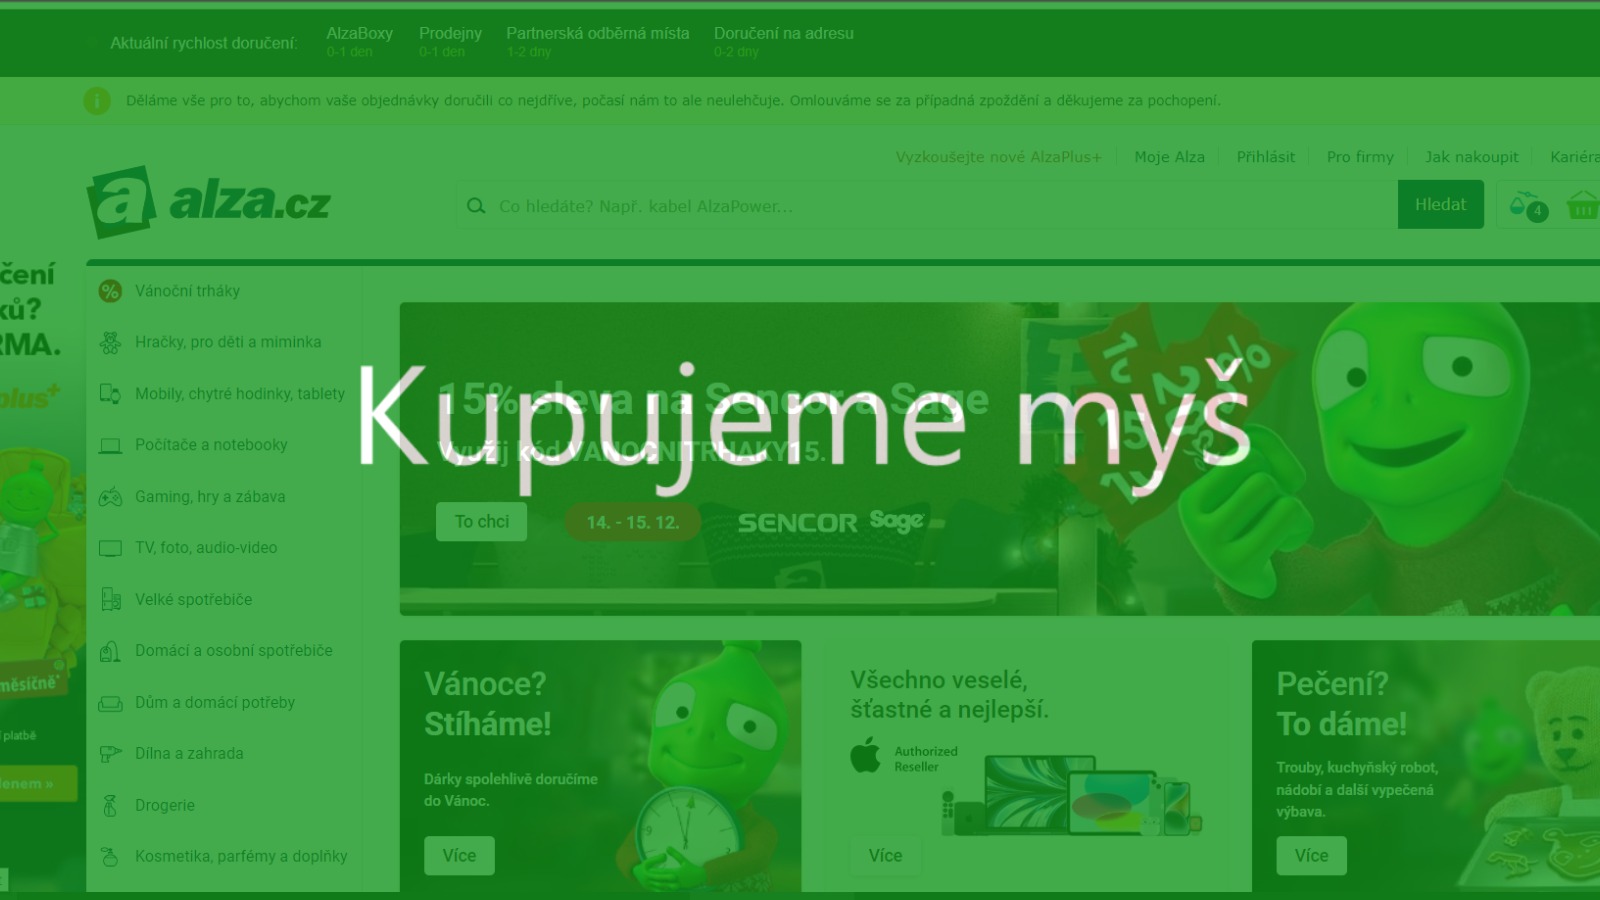 Aktuální rychlost doručení:
AlzaBoxy
0-1 den
Prodejny
0-1 den
Partnerská odběrná místa
1-2 dny
Doručení na adresu
0-2 dny
Děláme vše pro to, abychom vaše objednávky doručili co nejdříve, počasí nám to ale neulehčuje. Omlouváme se za případná zpoždění a děkujeme za pochopení.
Vyzkoušejte nové AlzaPlus+
Moje Alza
Přihlásit
Pro firmy
Jak nakoupit
Kariéra
alza.cz
Co hledáte? Např. kabel AlzaPower...
Hledat
4
čení
ků?
RMA.
plus+
měsíčně*
í platbě
lenem »
Vánoční trháky
Hračky, pro děti a miminka
Mobily, chytré hodinky, tablety
Počítače a notebooky
Gaming, hry a zábava
TV, foto, audio-video
Velké spotřebiče
Domácí a osobní spotřebiče
Dům a domácí potřeby
Dílna a zahrada
Drogerie
Kosmetika, parfémy a doplňky
Kupujeme myš
15% sleva na Sencor a Sage
Využij kód VANOCNITRHAKY15.
To chci
14. - 15. 12.
SENCOR
Sage
Vánoce?
Stíháme!
Dárky spolehlivě doručíme
do Vánoc.
Více
Všechno veselé,
šťastné a nejlepší.
Authorized
Reseller
Více
Pečení?
To dáme!
Trouby, kuchyňský robot,
nádobí a další vypečená
výbava.
Více